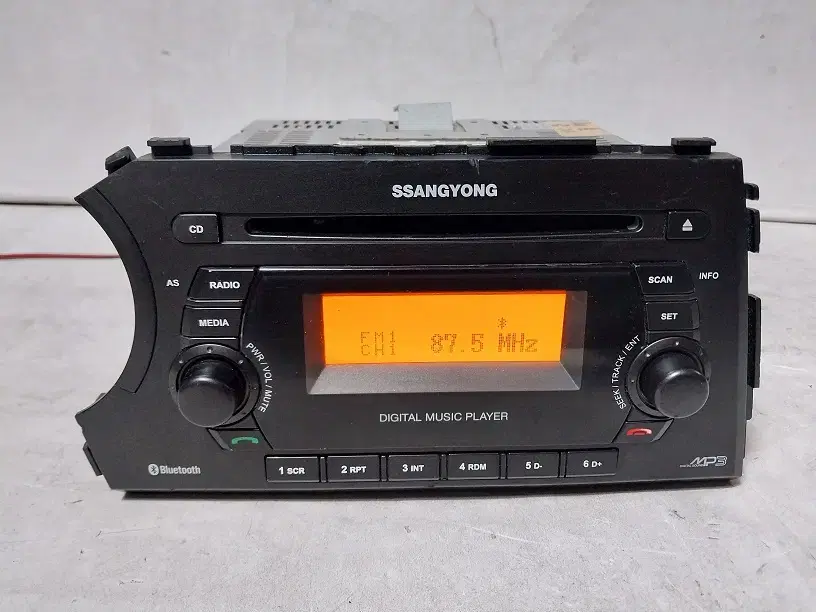 SSANGYONG
CD
AS
RADIO
SCAN
INFO
MEDIA
SET
FM1
CH1
87.5 MHz
PWR / VOL / MUTE
SEEK / TRACK / ENT
DIGITAL MUSIC PLAYER
Bluetooth
1 SCR
2 RPT
3 INT
4 RDM
5 D-
6 D+
MP3